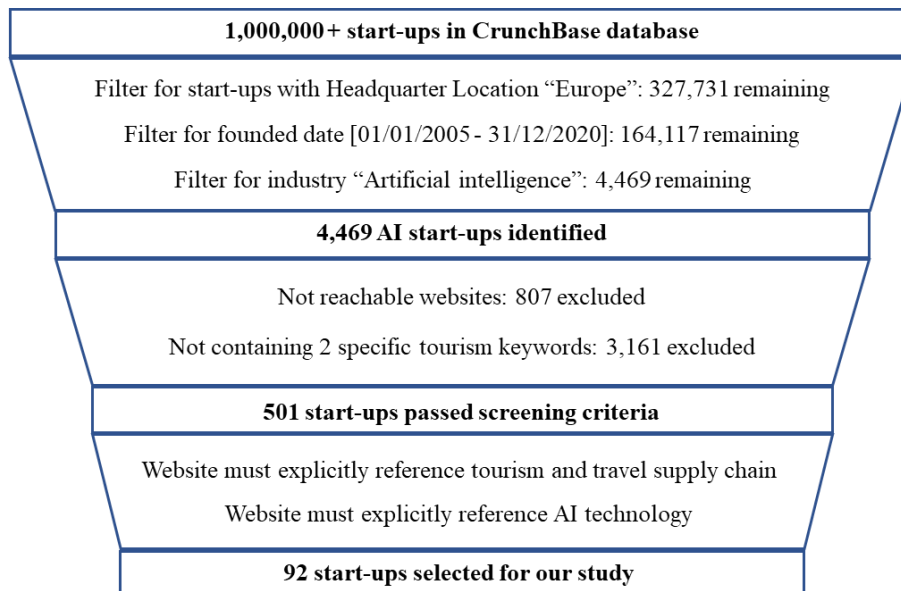 1,000,000+ start-ups in CrunchBase database
Filter for start-ups with Headquarter Location “Europe”: 327,731 remaining
Filter for founded date [01/01/2005 - 31/12/2020]: 164,117 remaining
Filter for industry “Artificial intelligence”: 4,469 remaining
4,469 AI start-ups identified
Not reachable websites: 807 excluded
Not containing 2 specific tourism keywords: 3,161 excluded
501 start-ups passed screening criteria
Website must explicitly reference tourism and travel supply chain
Website must explicitly reference AI technology
92 start-ups selected for our study